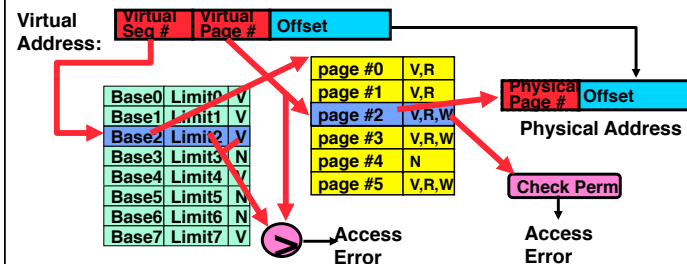 Virtual Address:
Virtual Seg #
Virtual Page #
Offset
Base0 Limit0 V
Base1 Limit1 V
Base2 Limit2 V
Base3 Limit3 N
Base4 Limit4 V
Base5 Limit5 N
Base6 Limit6 N
Base7 Limit7 V
page #0 V,R
page #1 V,R
page #2 V,R,W
page #3 V,R,W
page #4 N
page #5 V,R,W
Physical Page #
Offset
Physical Address
>
Access Error
Check Perm
Access Error